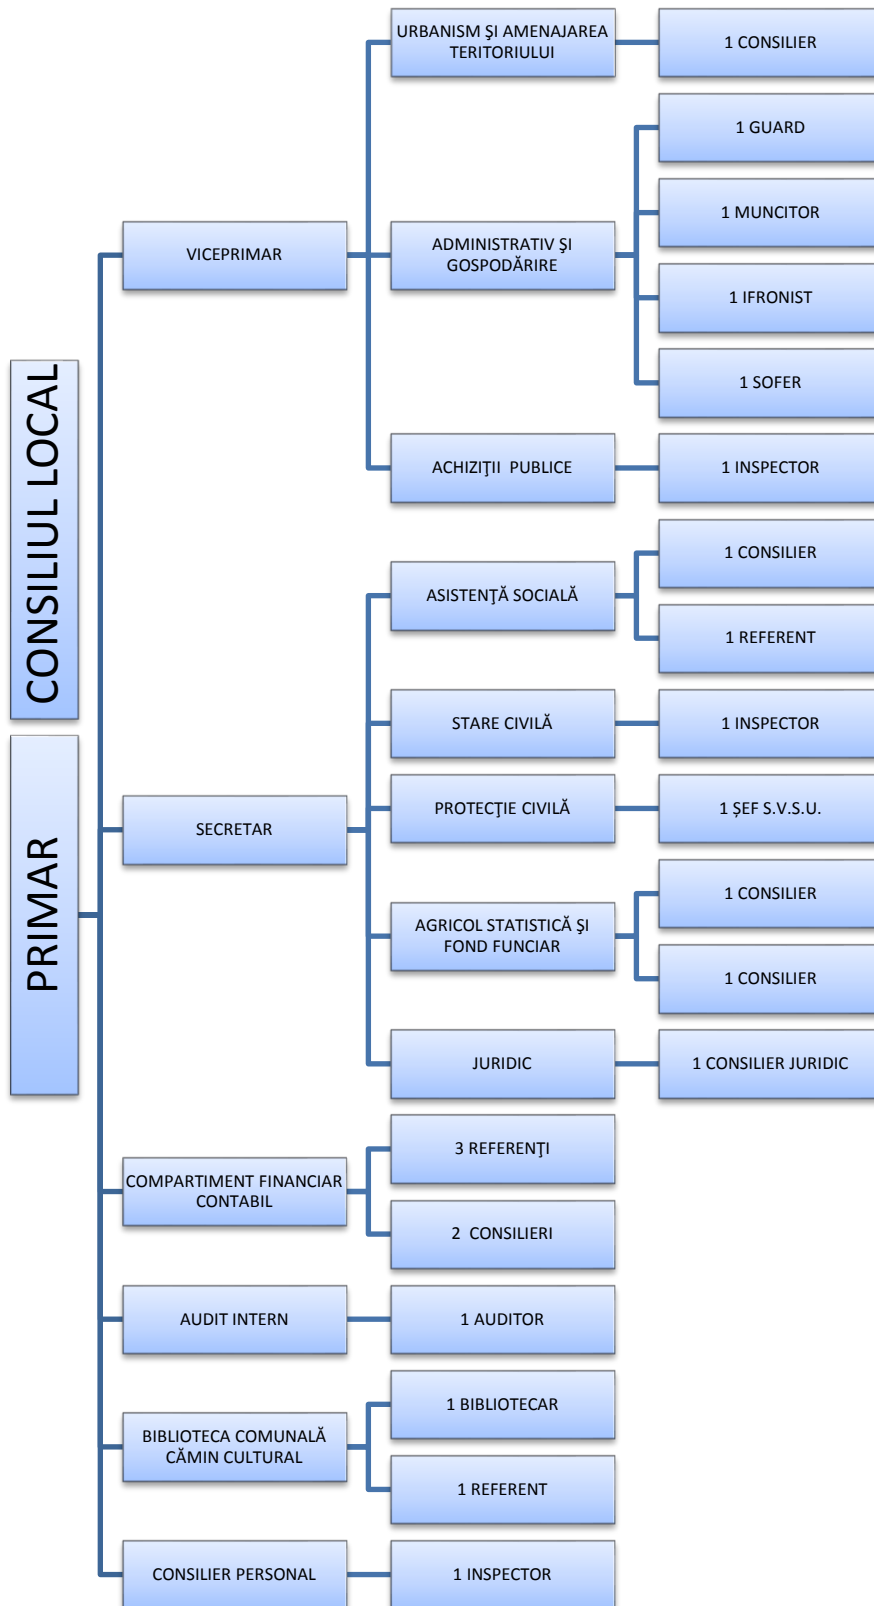 CONSILIUL LOCAL
PRIMAR
VICEPRIMAR
URBANISM ŞI AMENAJAREA
TERITORIULUI
1 CONSILIER
ADMINISTRATIV ŞI
GOSPODĂRIRE
1 GUARD
1 MUNCITOR
1 IFRONIST
1 SOFER
ACHIZIŢII PUBLICE
1 INSPECTOR
SECRETAR
ASISTENŢĂ SOCIALĂ
1 CONSILIER
1 REFERENT
STARE CIVILĂ
1 INSPECTOR
PROTECŢIE CIVILĂ
1 ȘEF S.V.S.U.
AGRICOL STATISTICĂ ŞI
FOND FUNCIAR
1 CONSILIER
1 CONSILIER
JURIDIC
1 CONSILIER JURIDIC
COMPARTIMENT FINANCIAR
CONTABIL
3 REFERENŢI
2 CONSILIERI
AUDIT INTERN
1 AUDITOR
BIBLIOTECA COMUNALĂ
CĂMIN CULTURAL
1 BIBLIOTECAR
1 REFERENT
CONSILIER PERSONAL
1 INSPECTOR